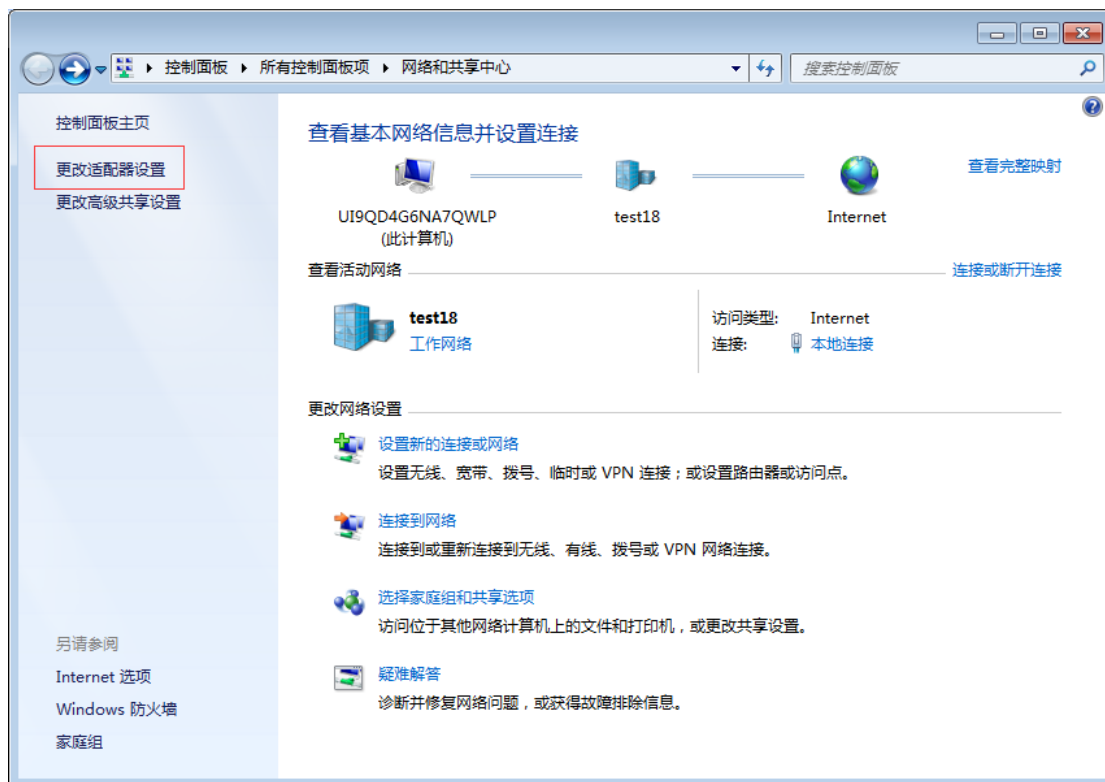 控制面板 ▸ 所有控制面板项 ▸ 网络和共享中心
搜索控制面板
控制面板主页
更改适配器设置
更改高级共享设置
查看基本网络信息并设置连接
查看完整映射
UI9QD4G6NA7QWLP
(此计算机)
test18
Internet
查看活动网络
连接或断开连接
test18
工作网络
访问类型: Internet
连接: 本地连接
更改网络设置
设置新的连接或网络
设置无线、宽带、拨号、临时或 VPN 连接；或设置路由器或访问点。
连接到网络
连接到或重新连接到无线、有线、拨号或 VPN 网络连接。
选择家庭组和共享选项
访问位于其他网络计算机上的文件和打印机，或更改共享设置。
疑难解答
诊断并修复网络问题，或获得故障排除信息。
另请参阅
Internet 选项
Windows 防火墙
家庭组